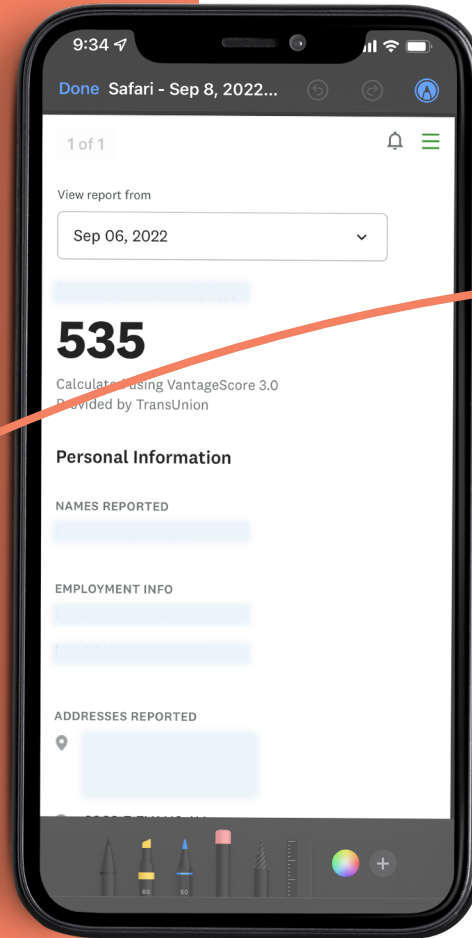 9:34
Done Safari - Sep 8, 2022...
1 of 1
View report from
Sep 06, 2022
535
Calculated using VantageScore 3.0
Provided by TransUnion
Personal Information
NAMES REPORTED
EMPLOYMENT INFO
ADDRESSES REPORTED
80
50